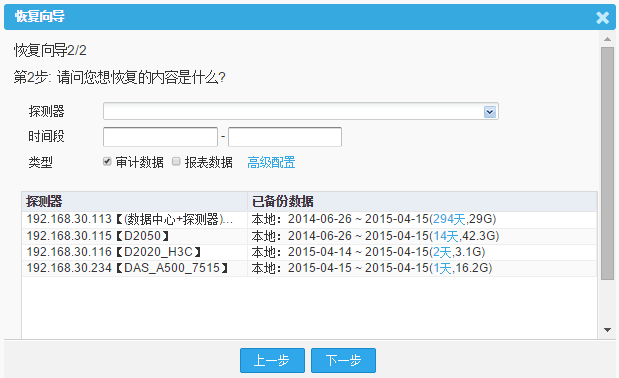 恢复向导
恢复向导2/2
第2步: 请问您想恢复的内容是什么?
探测器
时间段 -
类型 审计数据 报表数据 高级配置
探测器 已备份数据
192.168.30.113【(数据中心+探测器)... 本地：2014-06-26 ~ 2015-04-15(294天,29G)
192.168.30.115【D2050】 本地：2014-06-26 ~ 2015-04-15(14天,42.3G)
192.168.30.116【D2020_H3C】 本地：2015-04-14 ~ 2015-04-15(2天,3.1G)
192.168.30.234【DAS_A500_7515】 本地：2015-04-15 ~ 2015-04-15(1天,16.2G)
上一步 下一步